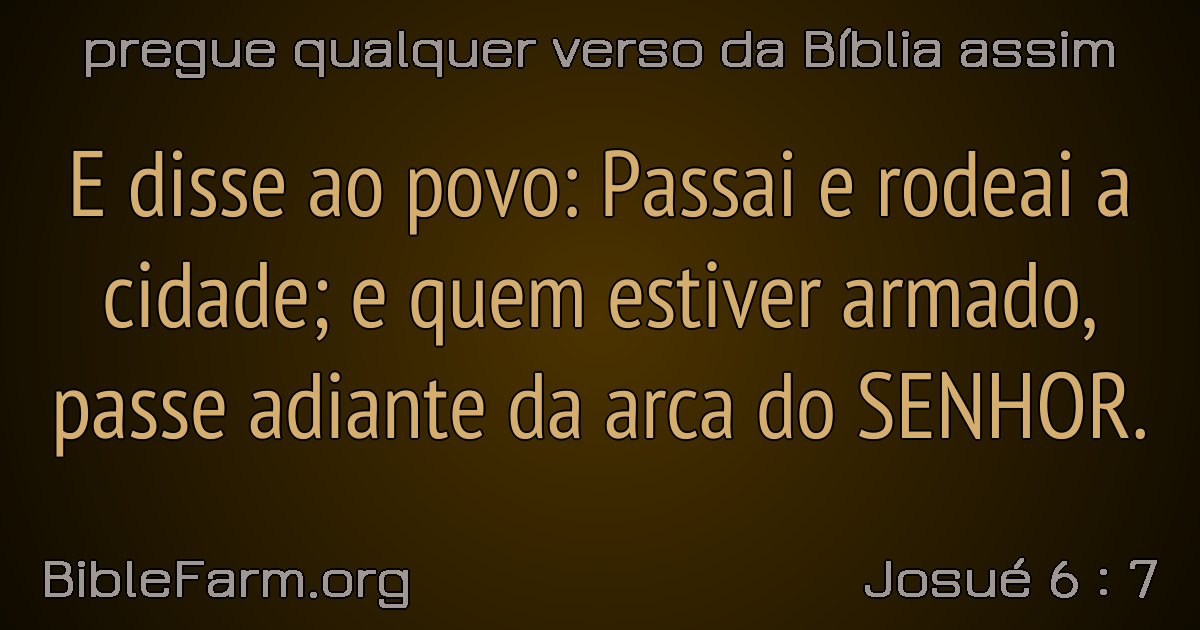 pregue qualquer verso da Bíblia assim
E disse ao povo: Passai e rodeai a
cidade; e quem estiver armado,
passe adiante da arca do SENHOR.
BibleFarm.org
Josué 6 : 7